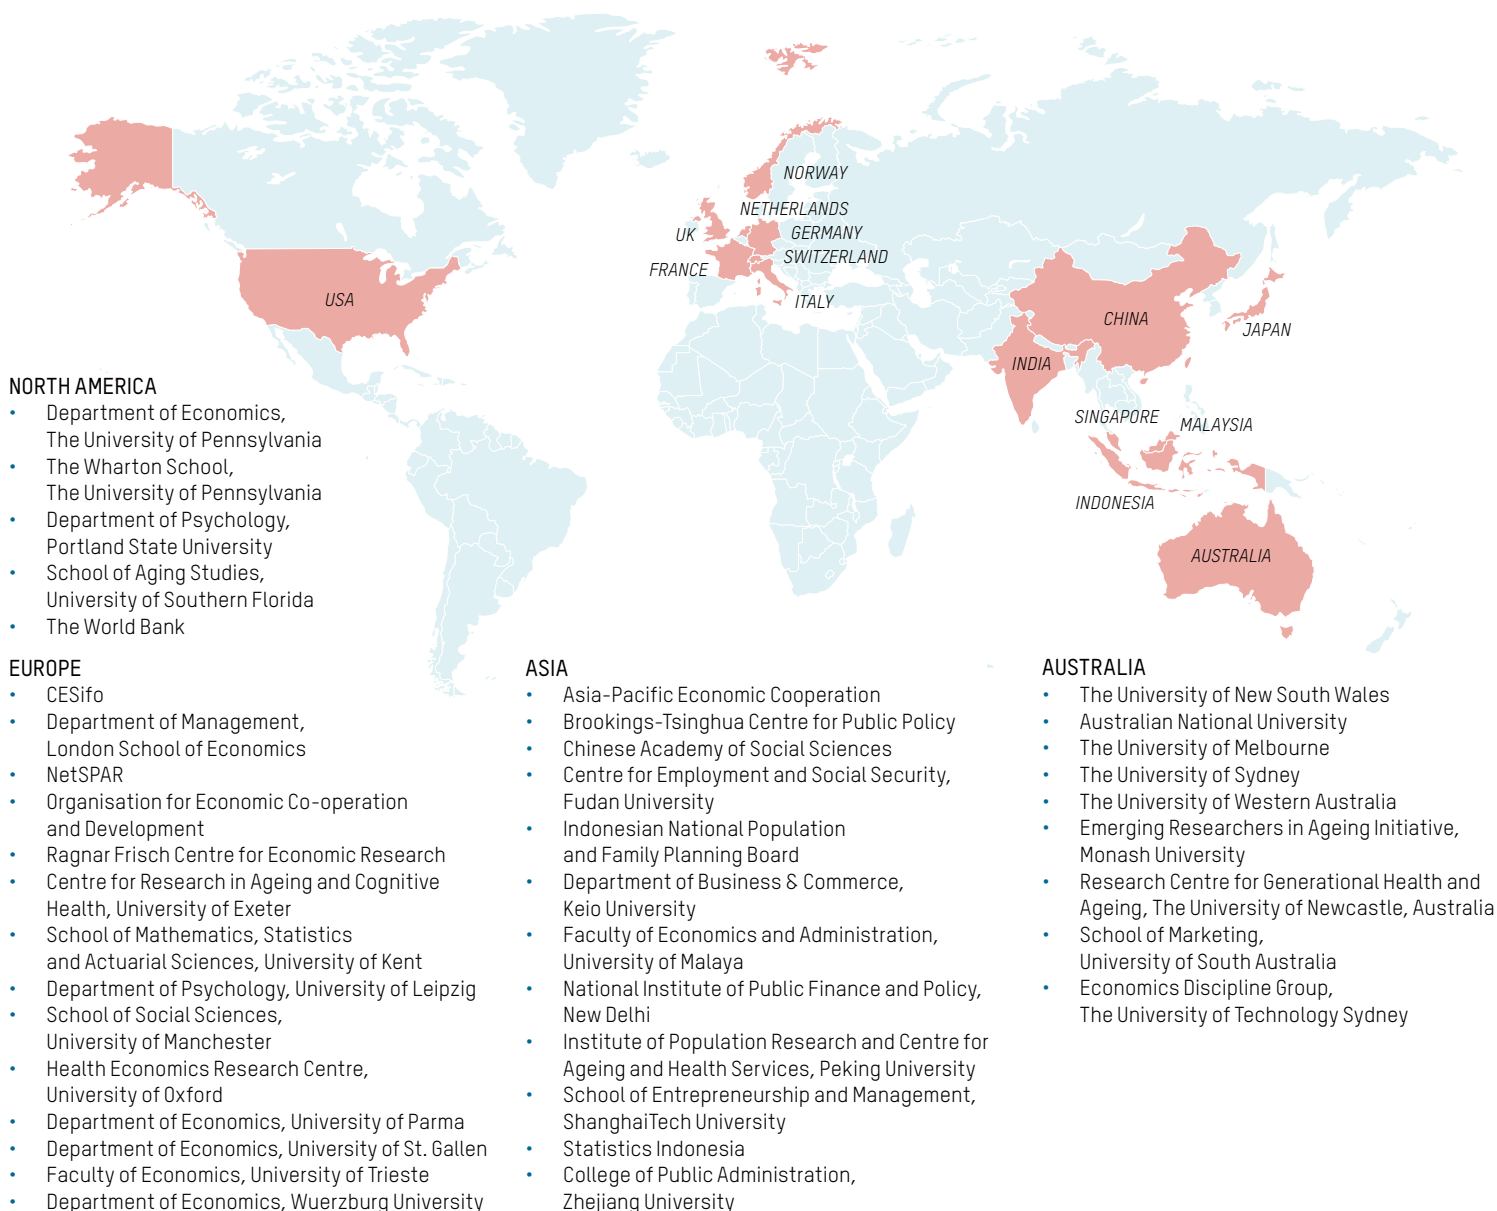 NORWAY
NETHERLANDS
UK
GERMANY
SWITZERLAND
FRANCE
ITALY
USA
CHINA
JAPAN
INDIA
SINGAPORE
MALAYSIA
INDONESIA
AUSTRALIA
NORTH AMERICA
• Department of Economics,
The University of Pennsylvania
• The Wharton School,
The University of Pennsylvania
• Department of Psychology,
Portland State University
• School of Aging Studies,
University of Southern Florida
• The World Bank
EUROPE
• CESifo
• Department of Management,
London School of Economics
• NetSPAR
• Organisation for Economic Co-operation
and Development
• Ragnar Frisch Centre for Economic Research
• Centre for Research in Ageing and Cognitive
Health, University of Exeter
• School of Mathematics, Statistics
and Actuarial Sciences, University of Kent
• Department of Psychology, University of Leipzig
• School of Social Sciences,
University of Manchester
• Health Economics Research Centre,
University of Oxford
• Department of Economics, University of Parma
• Department of Economics, University of St. Gallen
• Faculty of Economics, University of Trieste
• Department of Economics, Wuerzburg University
ASIA
• Asia-Pacific Economic Cooperation
• Brookings-Tsinghua Centre for Public Policy
• Chinese Academy of Social Sciences
• Centre for Employment and Social Security,
Fudan University
• Indonesian National Population
and Family Planning Board
• Department of Business & Commerce,
Keio University
• Faculty of Economics and Administration,
University of Malaya
• National Institute of Public Finance and Policy,
New Delhi
• Institute of Population Research and Centre for
Ageing and Health Services, Peking University
• School of Entrepreneurship and Management,
ShanghaiTech University
• Statistics Indonesia
• College of Public Administration,
Zhejiang University
AUSTRALIA
• The University of New South Wales
• Australian National University
• The University of Melbourne
• The University of Sydney
• The University of Western Australia
• Emerging Researchers in Ageing Initiative,
Monash University
• Research Centre for Generational Health and
Ageing, The University of Newcastle, Australia
• School of Marketing,
University of South Australia
• Economics Discipline Group,
The University of Technology Sydney